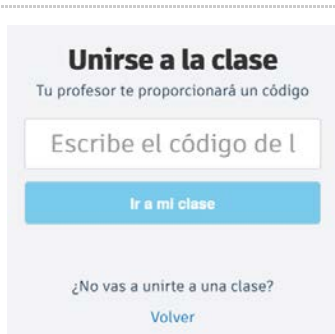 Unirse a la clase
Tu profesor te proporcionará un código
Escribe el código de l
Ir a mi clase
¿No vas a unirte a una clase?
Volver